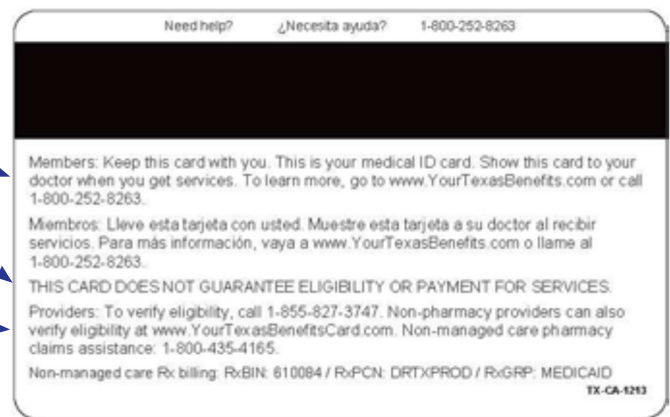 Need help? ¿Necesita ayuda? 1-800-252-8263
Members: Keep this card with you. This is your medical ID card. Show this card to your
doctor when you get services. To learn more, go to www.YourTexasBenefits.com or call
1-800-252-8263.
Miembros: Lleve esta tarjeta con usted. Muestre esta tarjeta a su doctor al recibir
servicios. Para más información, vaya a www.YourTexasBenefits.com o llame al
1-800-252-8263.
THIS CARD DOES NOT GUARANTEE ELIGIBILITY OR PAYMENT FOR SERVICES.
Providers: To verify eligibility, call 1-855-827-3747. Non-pharmacy providers can also
verify eligibility at www.YourTexasBenefitsCard.com. Non-managed care pharmacy
claims assistance: 1-800-435-4165.
Non-managed care Rx billing: RxBIN: 610084 / RxPCN: DRTXPROD / RxGRP: MEDICAID
TX-CA-1213